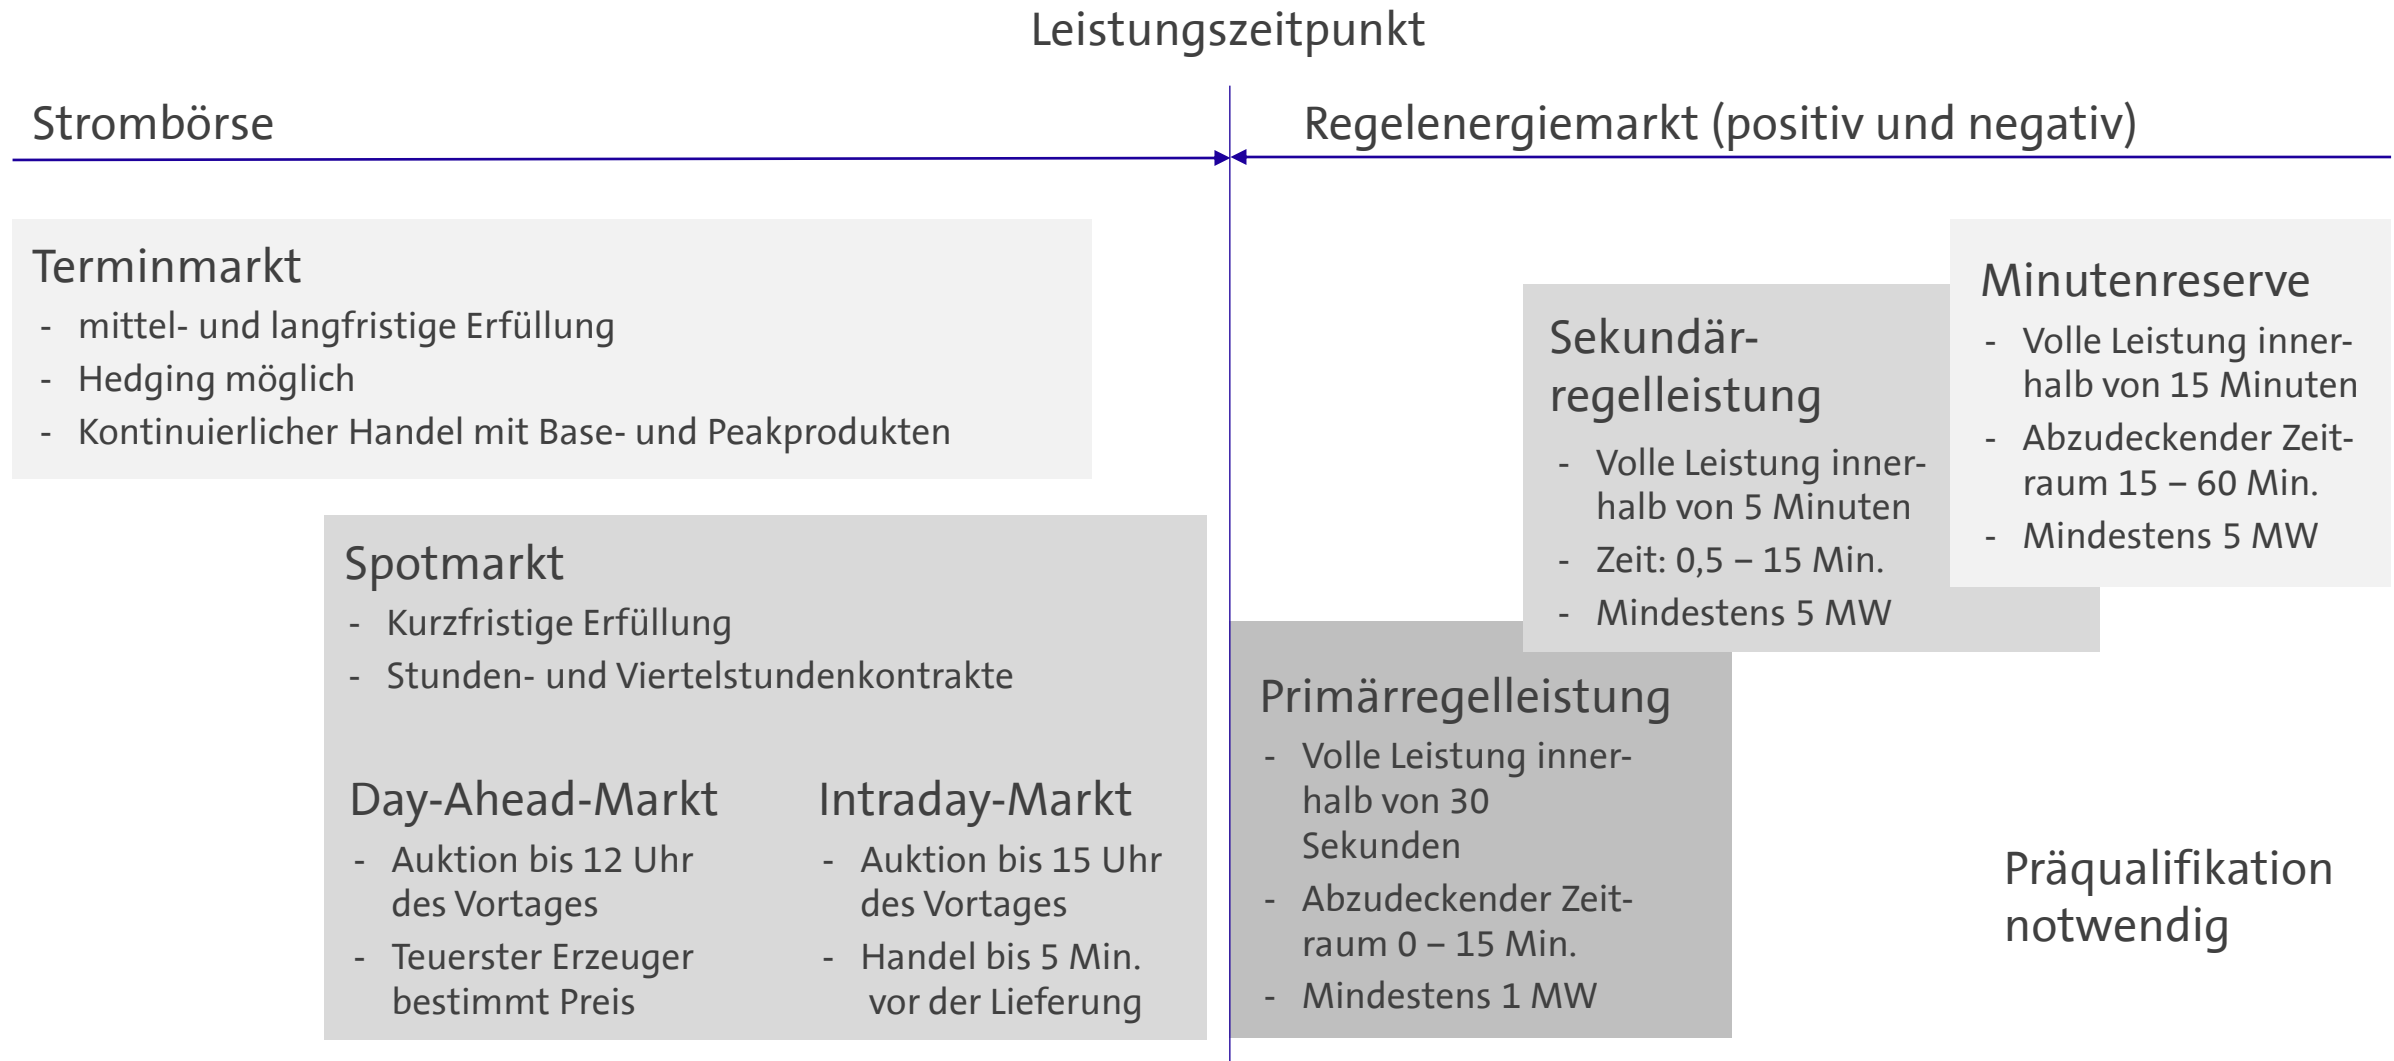 Leistungszeitpunkt
Strombörse
Regelenergiemarkt (positiv und negativ)
Terminmarkt
- mittel- und langfristige Erfüllung
- Hedging möglich
- Kontinuierlicher Handel mit Base- und Peakprodukten
Spotmarkt
- Kurzfristige Erfüllung
- Stunden- und Viertelstundenkontrakte
Day-Ahead-Markt
- Auktion bis 12 Uhr
des Vortages
- Teuerster Erzeuger
bestimmt Preis
Intraday-Markt
- Auktion bis 15 Uhr
des Vortages
- Handel bis 5 Min.
vor der Lieferung
Primärregelleistung
- Volle Leistung inner-
halb von 30
Sekunden
- Abzudeckender Zeit-
raum 0 – 15 Min.
- Mindestens 1 MW
Sekundär-
regelleistung
- Volle Leistung inner-
halb von 5 Minuten
- Zeit: 0,5 – 15 Min.
- Mindestens 5 MW
Minutenreserve
- Volle Leistung inner-
halb von 15 Minuten
- Abzudeckender Zeit-
raum 15 – 60 Min.
- Mindestens 5 MW
Präqualifikation
notwendig